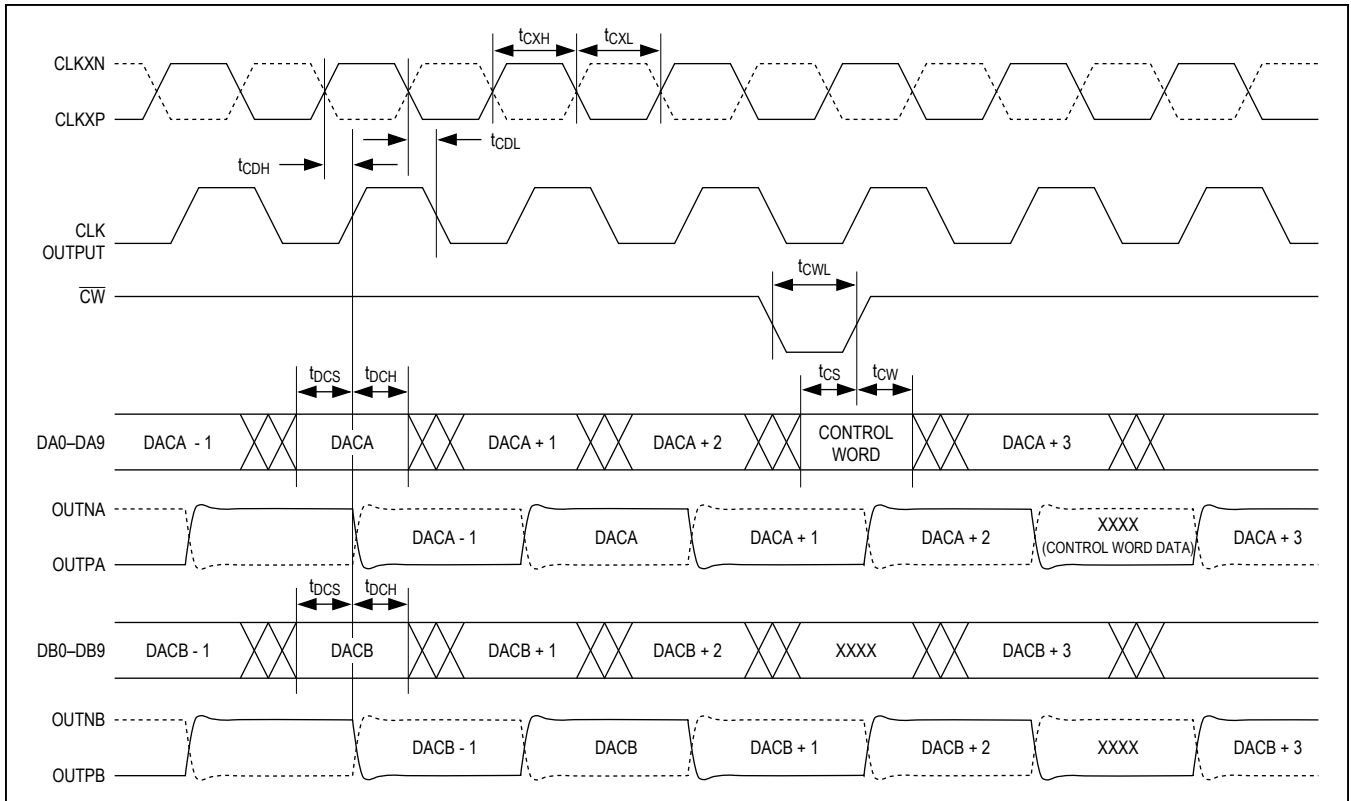 tCXH tCXL
CLKXN
CLKXP
tCDL
tCDH
CLK
OUTPUT
tCWL
CW
tDCS tDCH tCS tCW
DA0–DA9 DACA - 1 DACA DACA + 1 DACA + 2 CONTROL WORD DACA + 3
OUTNA
DACA - 1 DACA DACA + 1 DACA + 2 XXXX (CONTROL WORD DATA) DACA + 3
OUTPA
tDCS tDCH
DB0–DB9 DACB - 1 DACB DACB + 1 DACB + 2 XXXX DACB + 3
OUTNB
DACB - 1 DACB DACB + 1 DACB + 2 XXXX DACB + 3
OUTPB